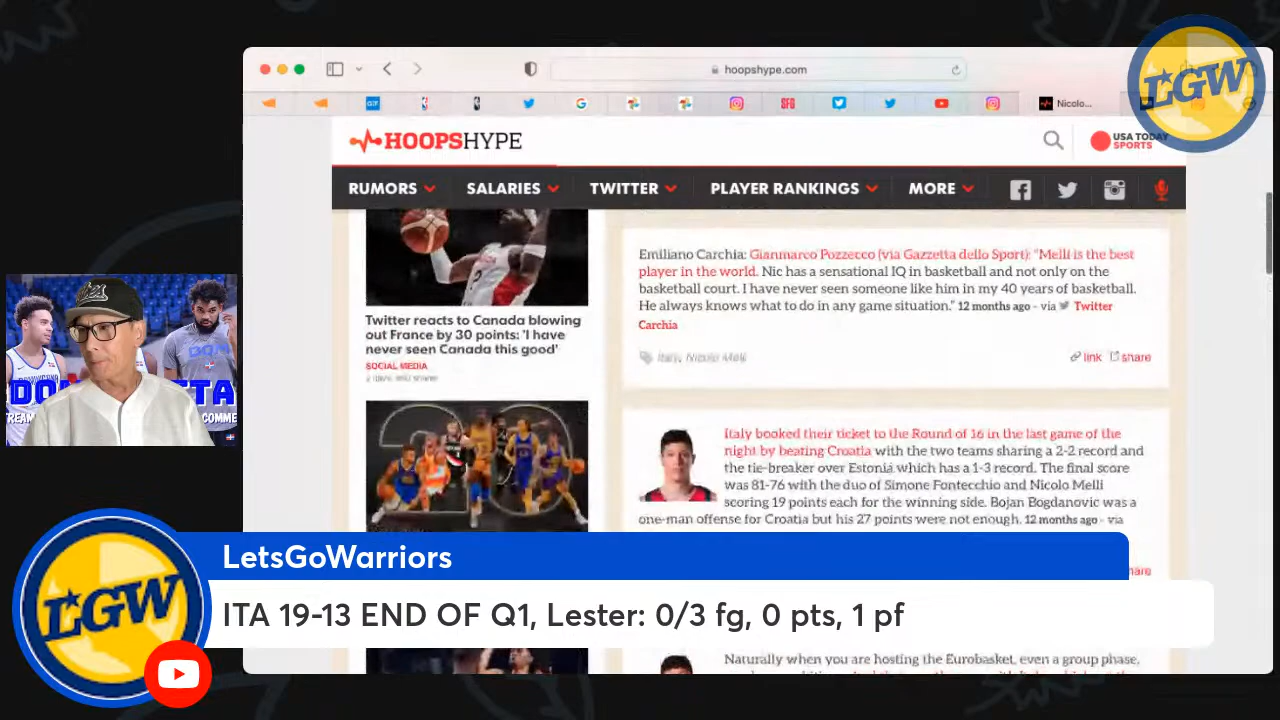 LGW
hoopshype.com
SFG
Nicolo...
HOOPSHYPE
USA TODAY
SPORTS
RUMORS
SALARIES
TWITTER
PLAYER RANKINGS
MORE
Twitter reacts to Canada blowing
out France by 30 points: 'I have
never seen Canada this good'
SOCIAL MEDIA
Emiliano Carchia: Gianmarco Pozzecco (via Gazzetta dello Sport): "Melli is the best
player in the world. Nic has a sensational IQ in basketball and not only on the
basketball court. I have never seen someone like him in my 40 years of basketball.
He always knows what to do in any game situation." 12 months ago – via Twitter
Carchia
Italy, Nicolo Melli
link share
Italy booked their ticket to the Round of 16 in the last game of the
night by beating Croatia with the two teams sharing a 2-2 record and
the tie-breaker over Estonia which has a 1-3 record. The final score
was 81-76 with the duo of Simone Fontecchio and Nicolo Melli
scoring 19 points each for the winning side. Bojan Bogdanovic was a
one-man offense for Croatia but his 27 points were not enough. 12 months ago – via
Naturally when you are hosting the Eurobasket, even a group phase,
LetsGoWarriors
LGW
ITA 19-13 END OF Q1, Lester: 0/3 fg, 0 pts, 1 pf